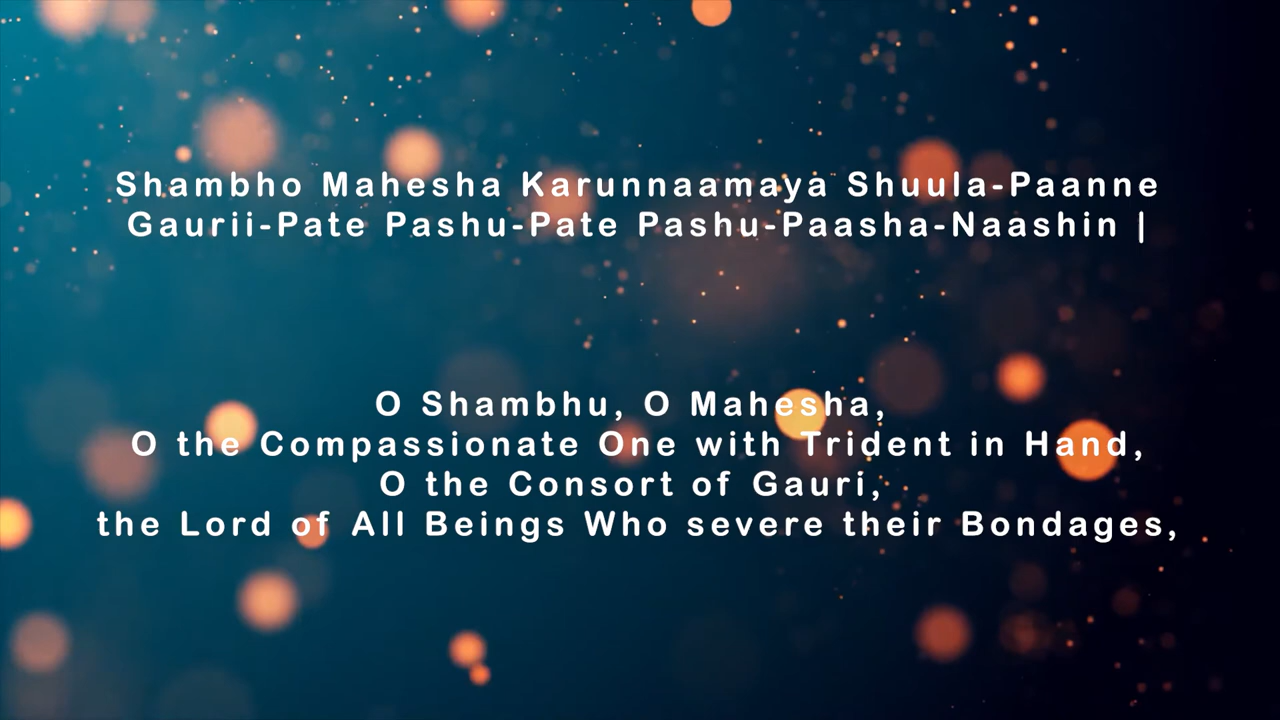 Shambho Mahesha Karunnaamaya Shuula-Paanne
Gaurii-Pate Pashu-Pate Pashu-Paasha-Naashin |
O Shambhu, O Mahesha,
O the Compassionate One with Trident in Hand,
O the Consort of Gauri,
the Lord of All Beings Who severe their Bondages,